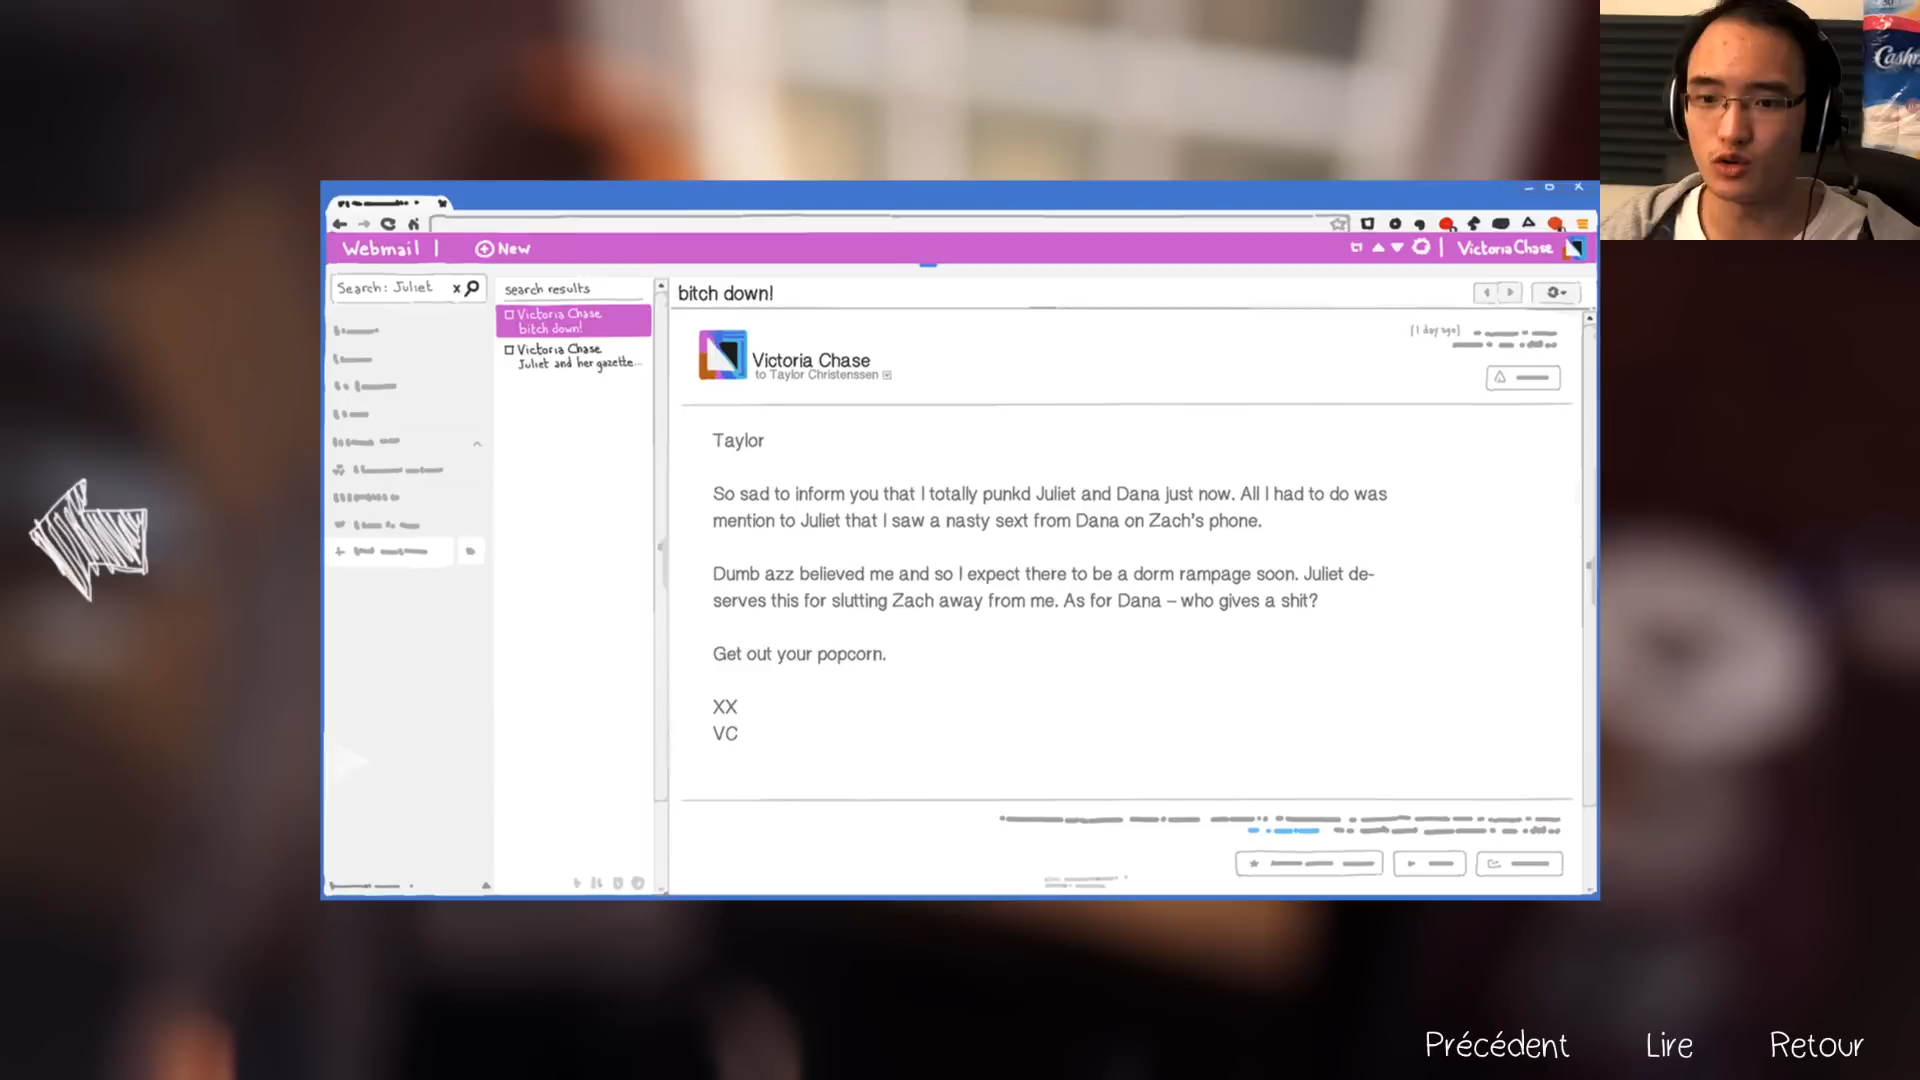 Cashm
Webmail |
New
Victoria Chase
Search: Juliet x
search results
bitch down!
Victoria Chase
bitch down!
Victoria Chase
Juliet and her gazette...
[1 day ago]
Victoria Chase
to Taylor Christenssen
Taylor
So sad to inform you that I totally punkd Juliet and Dana just now. All I had to do was
mention to Juliet that I saw a nasty sext from Dana on Zach's phone.
Dumb azz believed me and so I expect there to be a dorm rampage soon. Juliet de-
serves this for slutting Zach away from me. As for Dana – who gives a shit?
Get out your popcorn.
XX
VC
Précédent
Lire
Retour